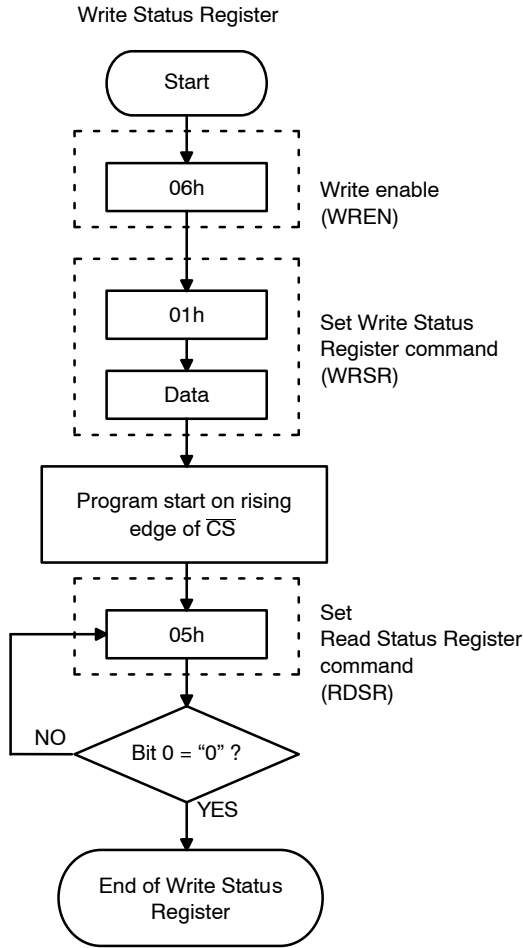 Write Status Register
Start
06h
Write enable
(WREN)
01h
Set Write Status
Register command
(WRSR)
Data
Program start on rising
edge of C̅S̅
05h
Set
Read Status Register
command
(RDSR)
NO
Bit 0 = “0” ?
YES
End of Write Status
Register